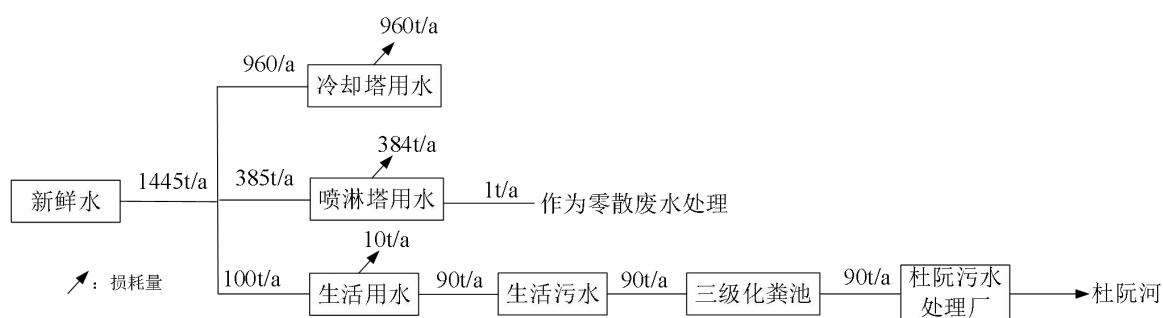 960t/a
960/a
冷却塔用水
384t/a
1445t/a
385t/a
新鲜水
喷淋塔用水
1t/a
作为零散废水处理
10t/a
：损耗量
100t/a
生活用水
90t/a
生活污水
90t/a
三级化粪池
90t/a
杜阮污水
处理厂
杜阮河